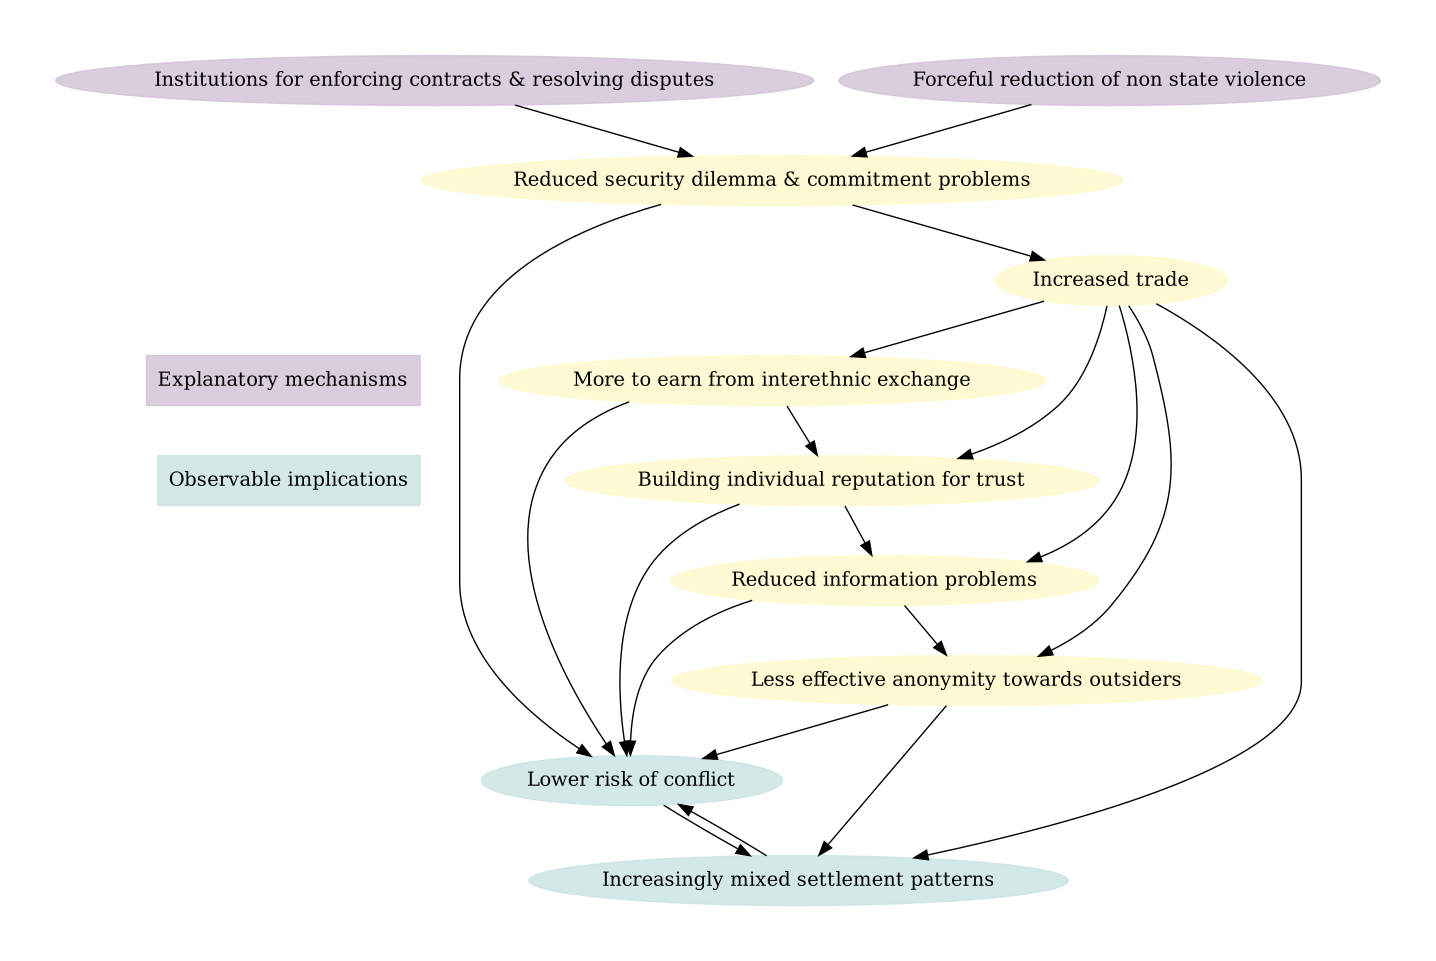 Institutions for enforcing contracts & resolving disputes
Forceful reduction of non state violence
Reduced security dilemma & commitment problems
Increased trade
Explanatory mechanisms
More to earn from interethnic exchange
Observable implications
Building individual reputation for trust
Reduced information problems
Less effective anonymity towards outsiders
Lower risk of conflict
Increasingly mixed settlement patterns